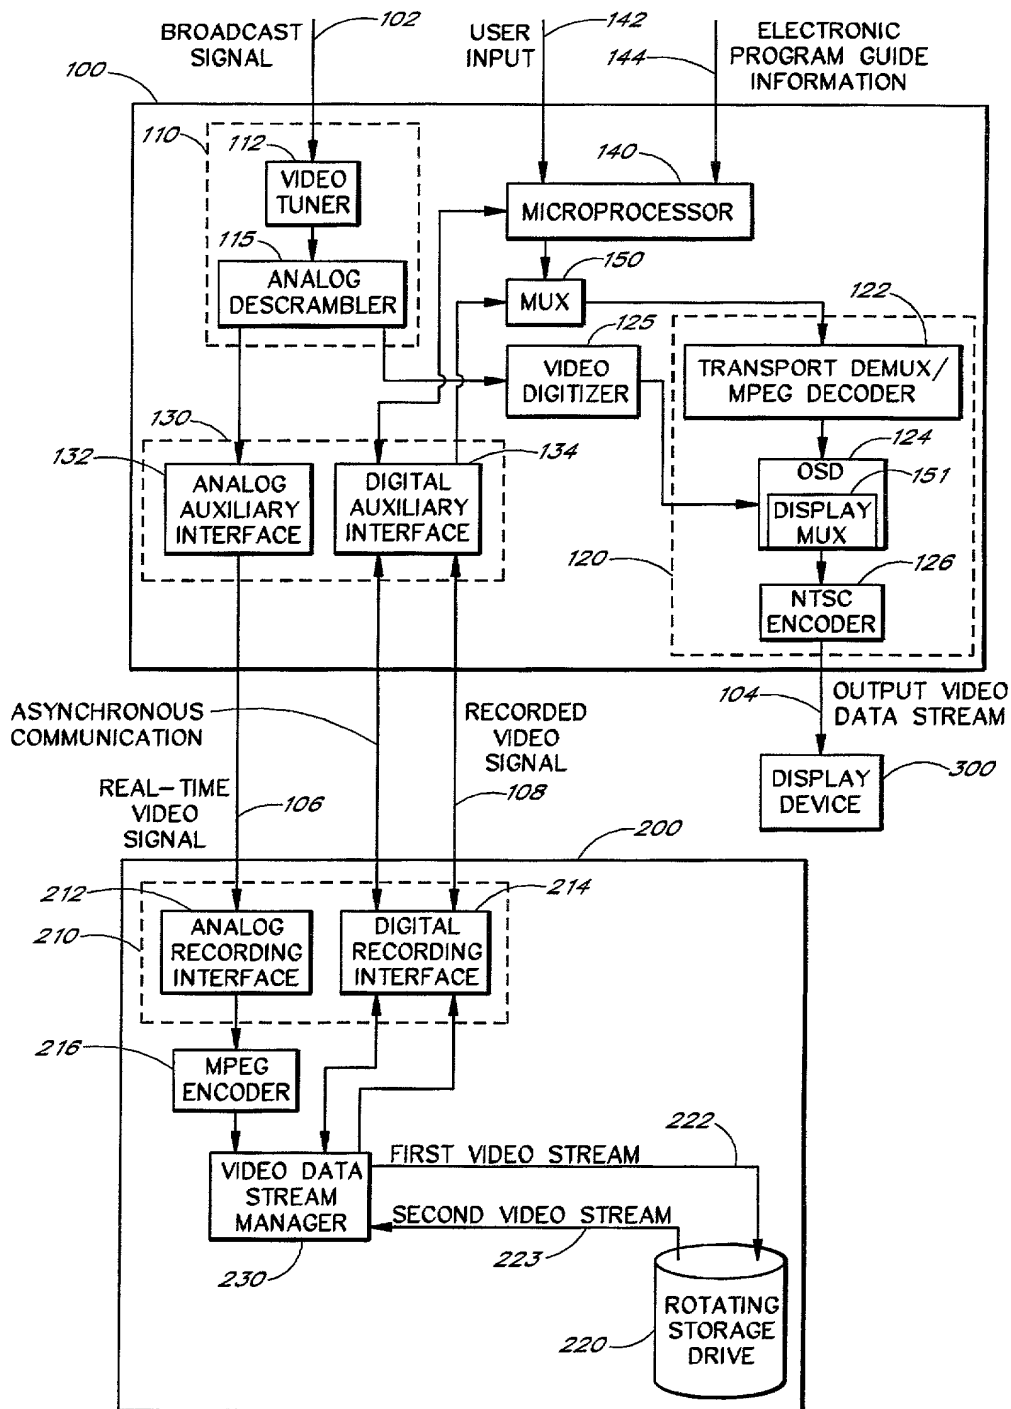 BROADCAST
SIGNAL
102
USER
INPUT
142
144
ELECTRONIC
PROGRAM GUIDE
INFORMATION
100
110
112
VIDEO
TUNER
140
MICROPROCESSOR
115
ANALOG
DESCRAMBLER
150
MUX
125
VIDEO
DIGITIZER
122
TRANSPORT DEMUX/
MPEG DECODER
130
132
ANALOG
AUXILIARY
INTERFACE
134
DIGITAL
AUXILIARY
INTERFACE
124
OSD
151
DISPLAY
MUX
120
126
NTSC
ENCODER
104
OUTPUT VIDEO
DATA STREAM
ASYNCHRONOUS
COMMUNICATION
RECORDED
VIDEO
SIGNAL
108
REAL-TIME
VIDEO
SIGNAL
106
DISPLAY
DEVICE
300
200
212
210
ANALOG
RECORDING
INTERFACE
214
DIGITAL
RECORDING
INTERFACE
216
MPEG
ENCODER
VIDEO DATA
STREAM
MANAGER
230
FIRST VIDEO STREAM
222
SECOND VIDEO STREAM
223
ROTATING
STORAGE
DRIVE
220